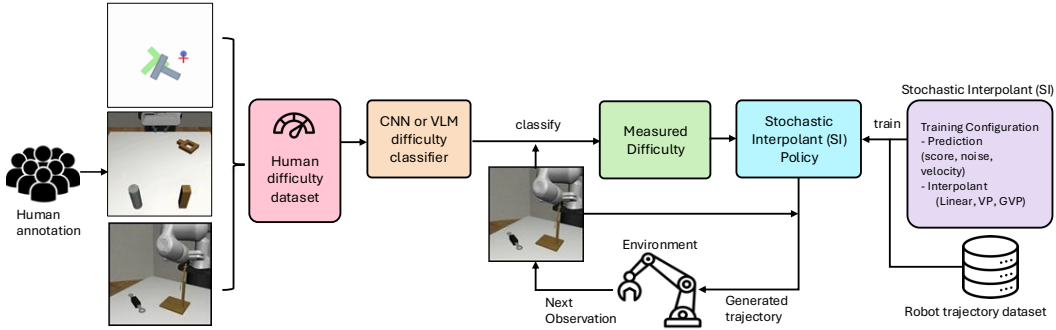 Human
annotation
Human
difficulty
dataset
CNN or VLM
difficulty
classifier
classify
Measured
Difficulty
Stochastic
Interpolant (SI)
Policy
train
Stochastic Interpolant (SI)
Training Configuration
- Prediction
(score, noise,
velocity)
- Interpolant
(Linear, VP, GVP)
Robot trajectory dataset
Environment
Next
Observation
Generated
trajectory